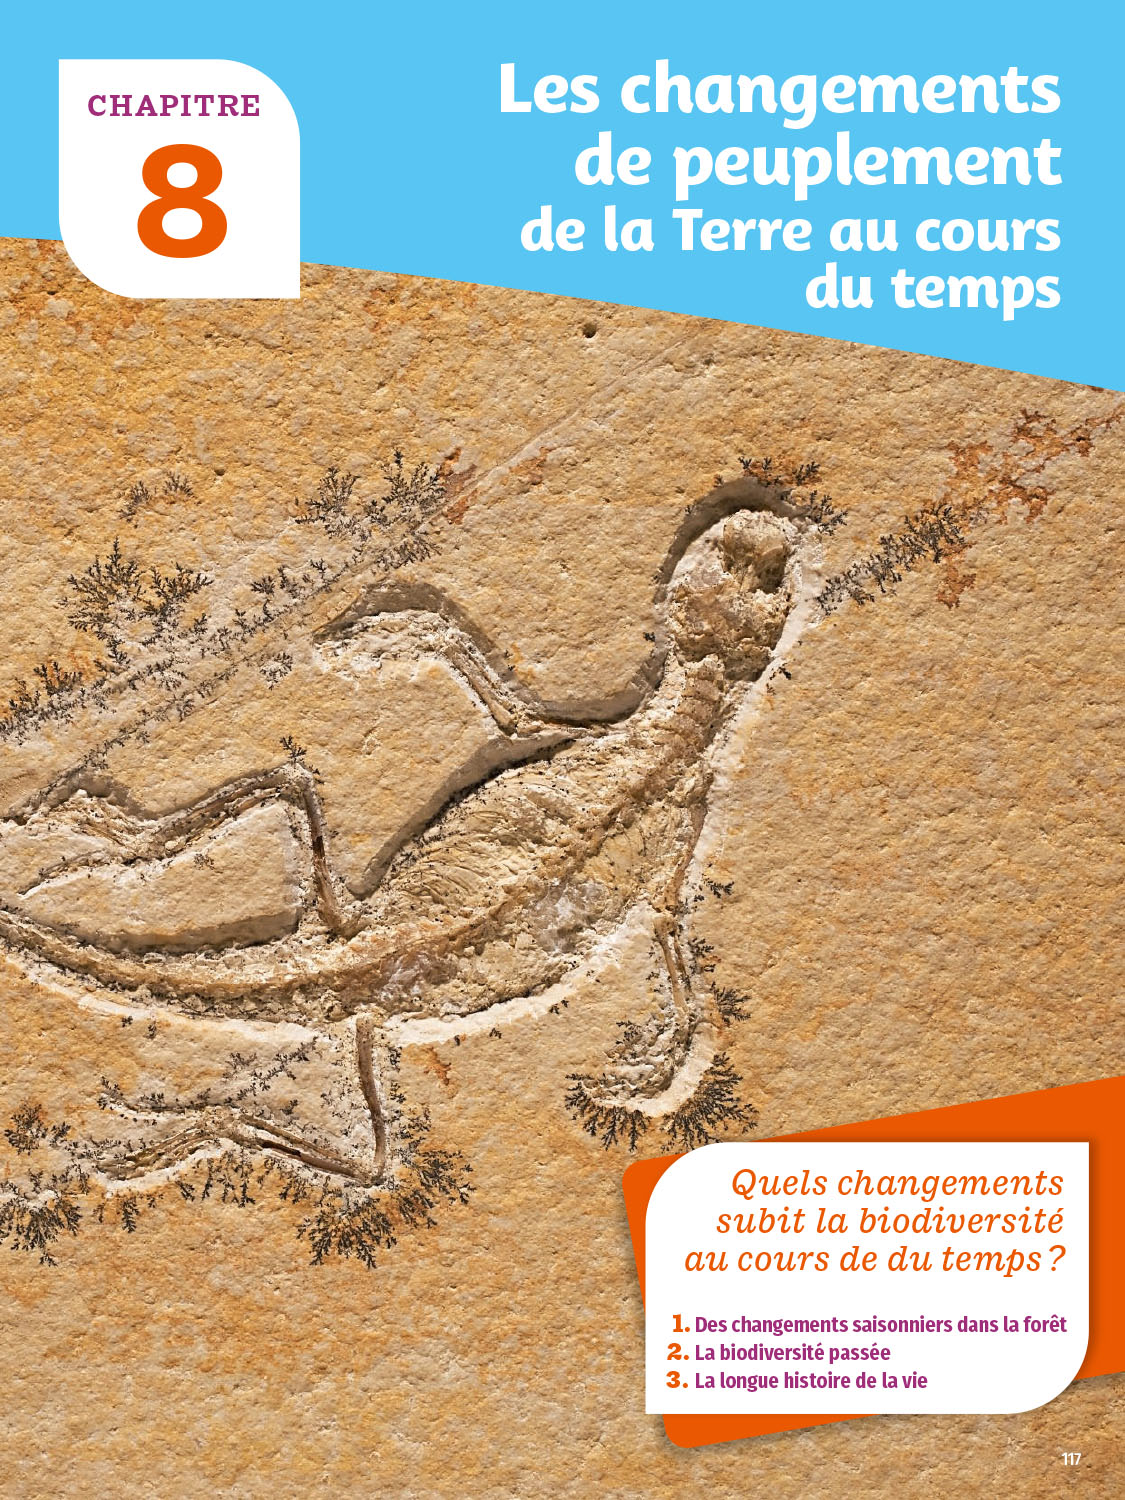 CHAPITRE
8
Les changements
de peuplement
de la Terre au cours
du temps
Quels changements
subit la biodiversité
au cours de du temps ?
1. Des changements saisonniers dans la forêt
2. La biodiversité passée
3. La longue histoire de la vie
117